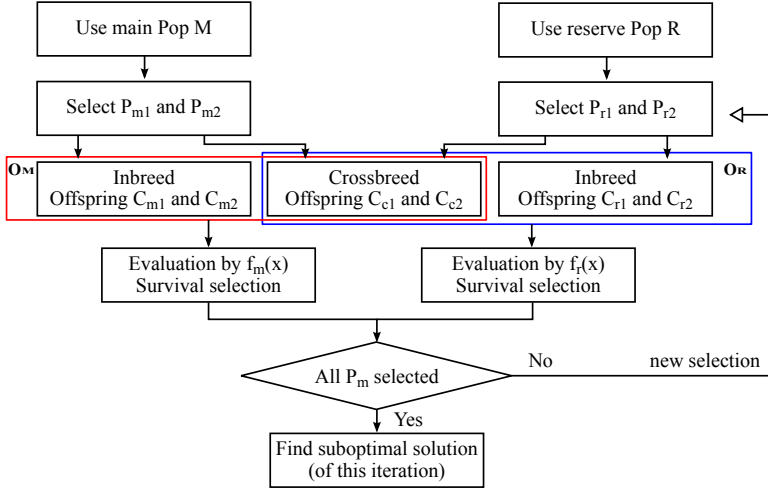 Use main Pop M
Use reserve Pop R
Select Pm1 and Pm2
Select Pr1 and Pr2
OM
Inbreed
Offspring Cm1 and Cm2
Crossbreed
Offspring Cc1 and Cc2
Inbreed
Offspring Cr1 and Cr2
OR
Evaluation by fm(x)
Survival selection
Evaluation by fr(x)
Survival selection
All Pm selected
No
new selection
Yes
Find suboptimal solution
(of this iteration)